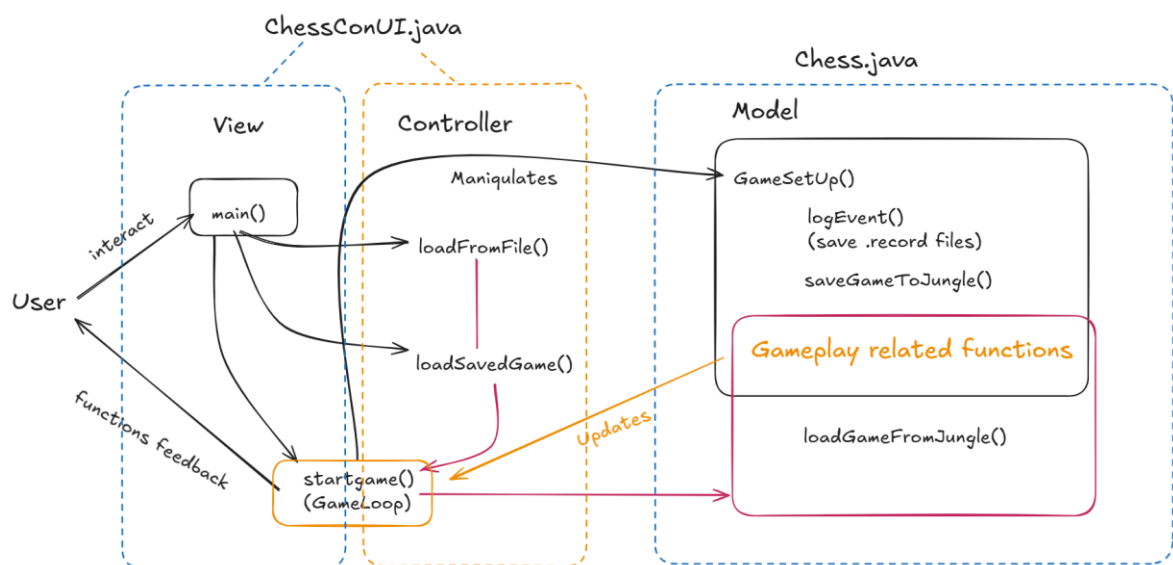 ChessConUI.java
Chess.java
View
Controller
Model
Maniqulates
GameSetUp()
main()
logEvent()
(save .record files)
interact
loadFromFile()
saveGameToJungle()
User
Gameplay related functions
loadSavedGame()
functions feedback
Updates
loadGameFromJungle()
startgame()
(GameLoop)